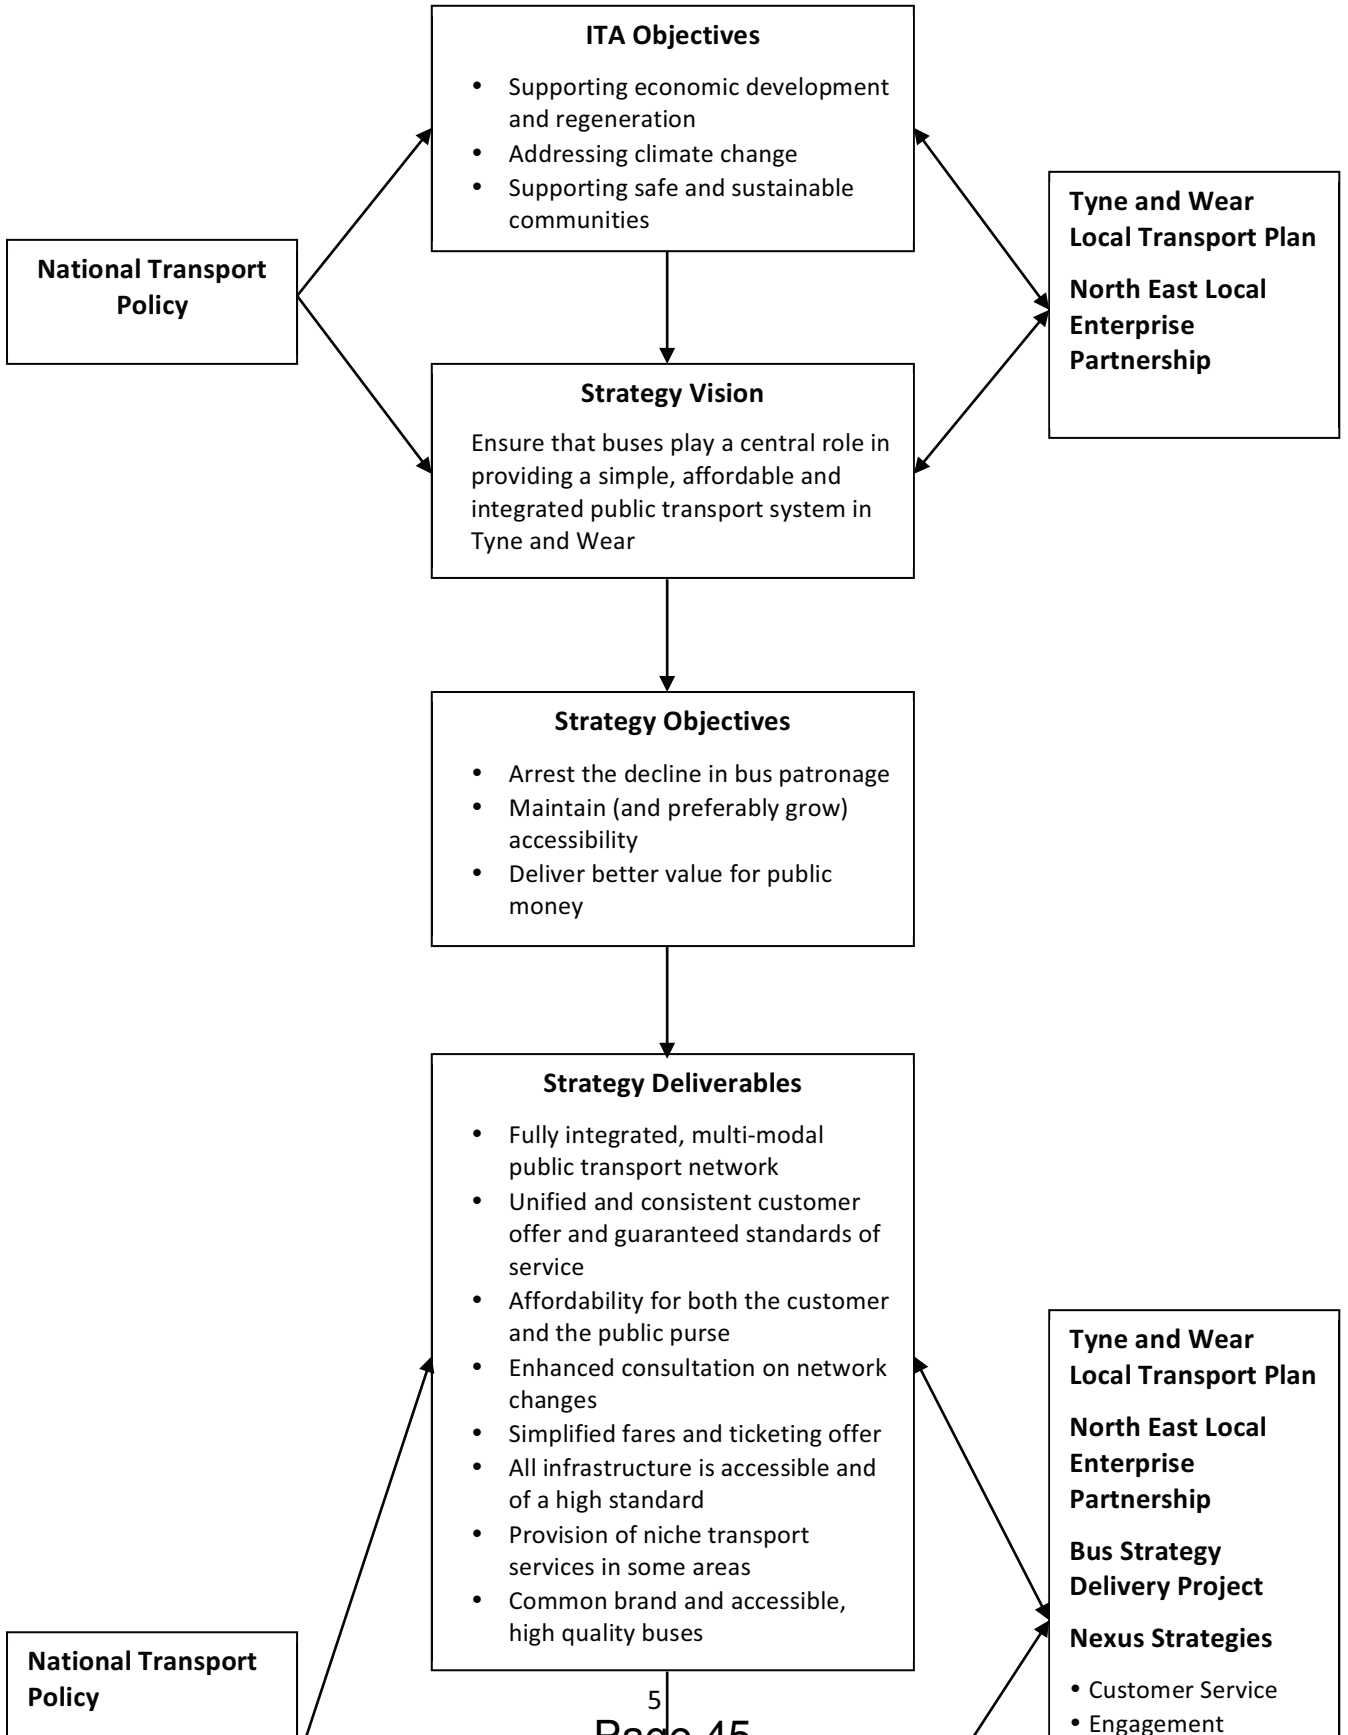 ITA Objectives
• Supporting economic development
and regeneration
• Addressing climate change
• Supporting safe and sustainable
communities
National Transport
Policy
Tyne and Wear
Local Transport Plan
North East Local
Enterprise
Partnership
Strategy Vision
Ensure that buses play a central role in
providing a simple, affordable and
integrated public transport system in
Tyne and Wear
Strategy Objectives
• Arrest the decline in bus patronage
• Maintain (and preferably grow)
accessibility
• Deliver better value for public
money
Strategy Deliverables
• Fully integrated, multi-modal
public transport network
• Unified and consistent customer
offer and guaranteed standards of
service
• Affordability for both the customer
and the public purse
• Enhanced consultation on network
changes
• Simplified fares and ticketing offer
• All infrastructure is accessible and
of a high standard
• Provision of niche transport
services in some areas
• Common brand and accessible,
high quality buses
National Transport
Policy
Tyne and Wear
Local Transport Plan
North East Local
Enterprise
Partnership
Bus Strategy
Delivery Project
Nexus Strategies
• Customer Service
• Engagement
5
Page 45